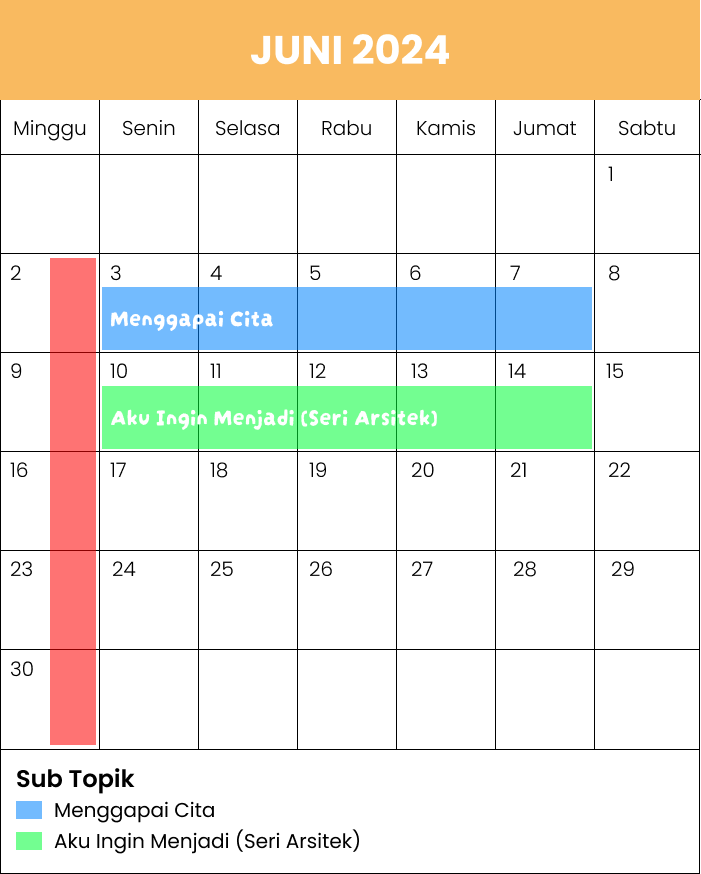 JUNI 2024
Minggu Senin Selasa Rabu Kamis Jumat Sabtu
1
2 3 4 5 6 7 8
Menggapai Cita
9 10 11 12 13 14 15
Aku Ingin Menjadi (Seri Arsitek)
16 17 18 19 20 21 22
23 24 25 26 27 28 29
30
Sub Topik
Menggapai Cita
Aku Ingin Menjadi (Seri Arsitek)